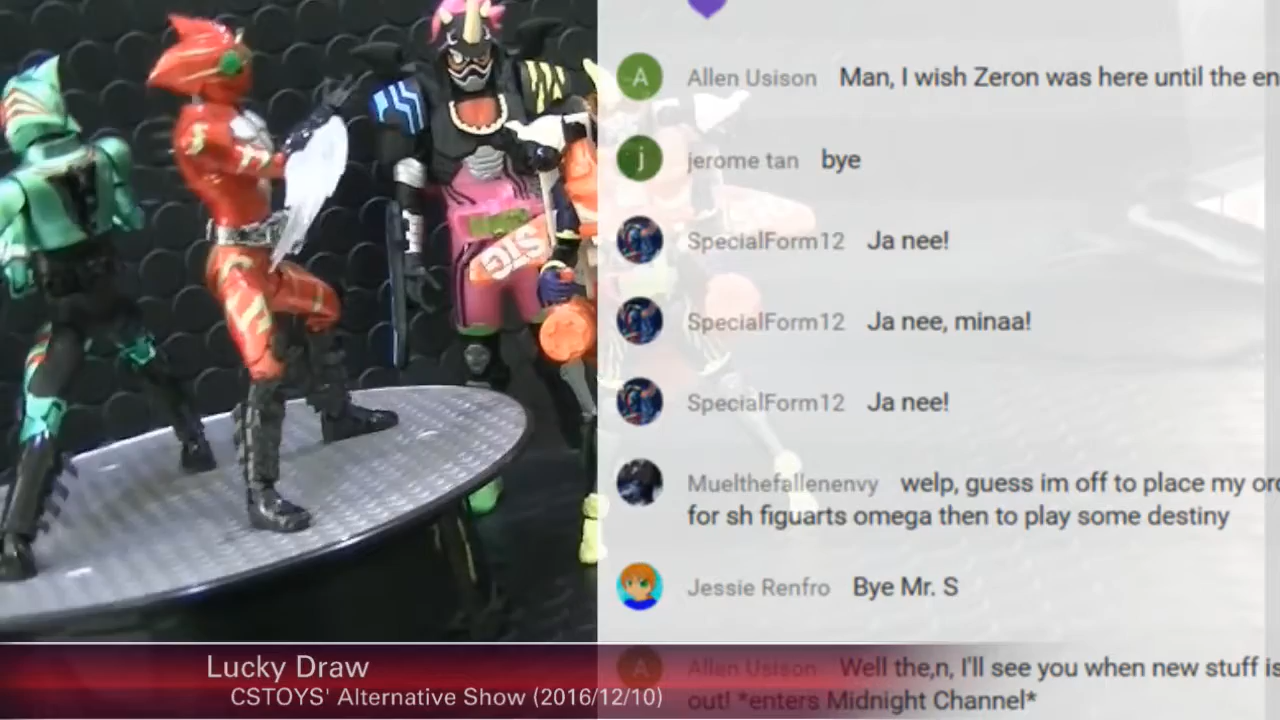 Allen Usison Man, I wish Zeron was here until the en
jerome tan bye
SpecialForm12 Ja nee!
SpecialForm12 Ja nee, minaa!
SpecialForm12 Ja nee!
Muelthefallenenvy welp, guess im off to place my ord
for sh figuarts omega then to play some destiny
Jessie Renfro Bye Mr. S
Allen Usison Well the,n, I'll see you when new stuff is
out! *enters Midnight Channel*
STG
A
j
A
Lucky Draw
CSTOYS' Alternative Show (2016/12/10)